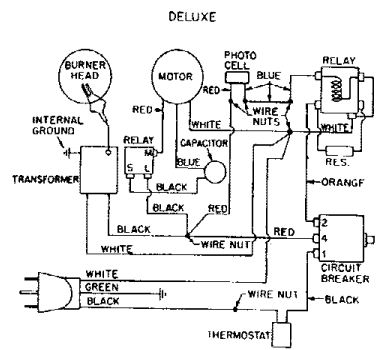 DELUXE
BURNER
HEAD
MOTOR
PHOTO
CELL
RELAY
BLUE
RED
RED
WHITE
WIRE
NUTS
WHITE
INTERNAL
GROUND
RELAY
M
S
L
CAPACITOR
BLUE
RES.
TRANSFORMER
BLACK
ORANGE
BLACK
RED
BLACK
RED
2
4
1
WHITE
WIRE NUT
CIRCUIT
BREAKER
WHITE
GREEN
BLACK
WIRE NUT
BLACK
THERMOSTAT